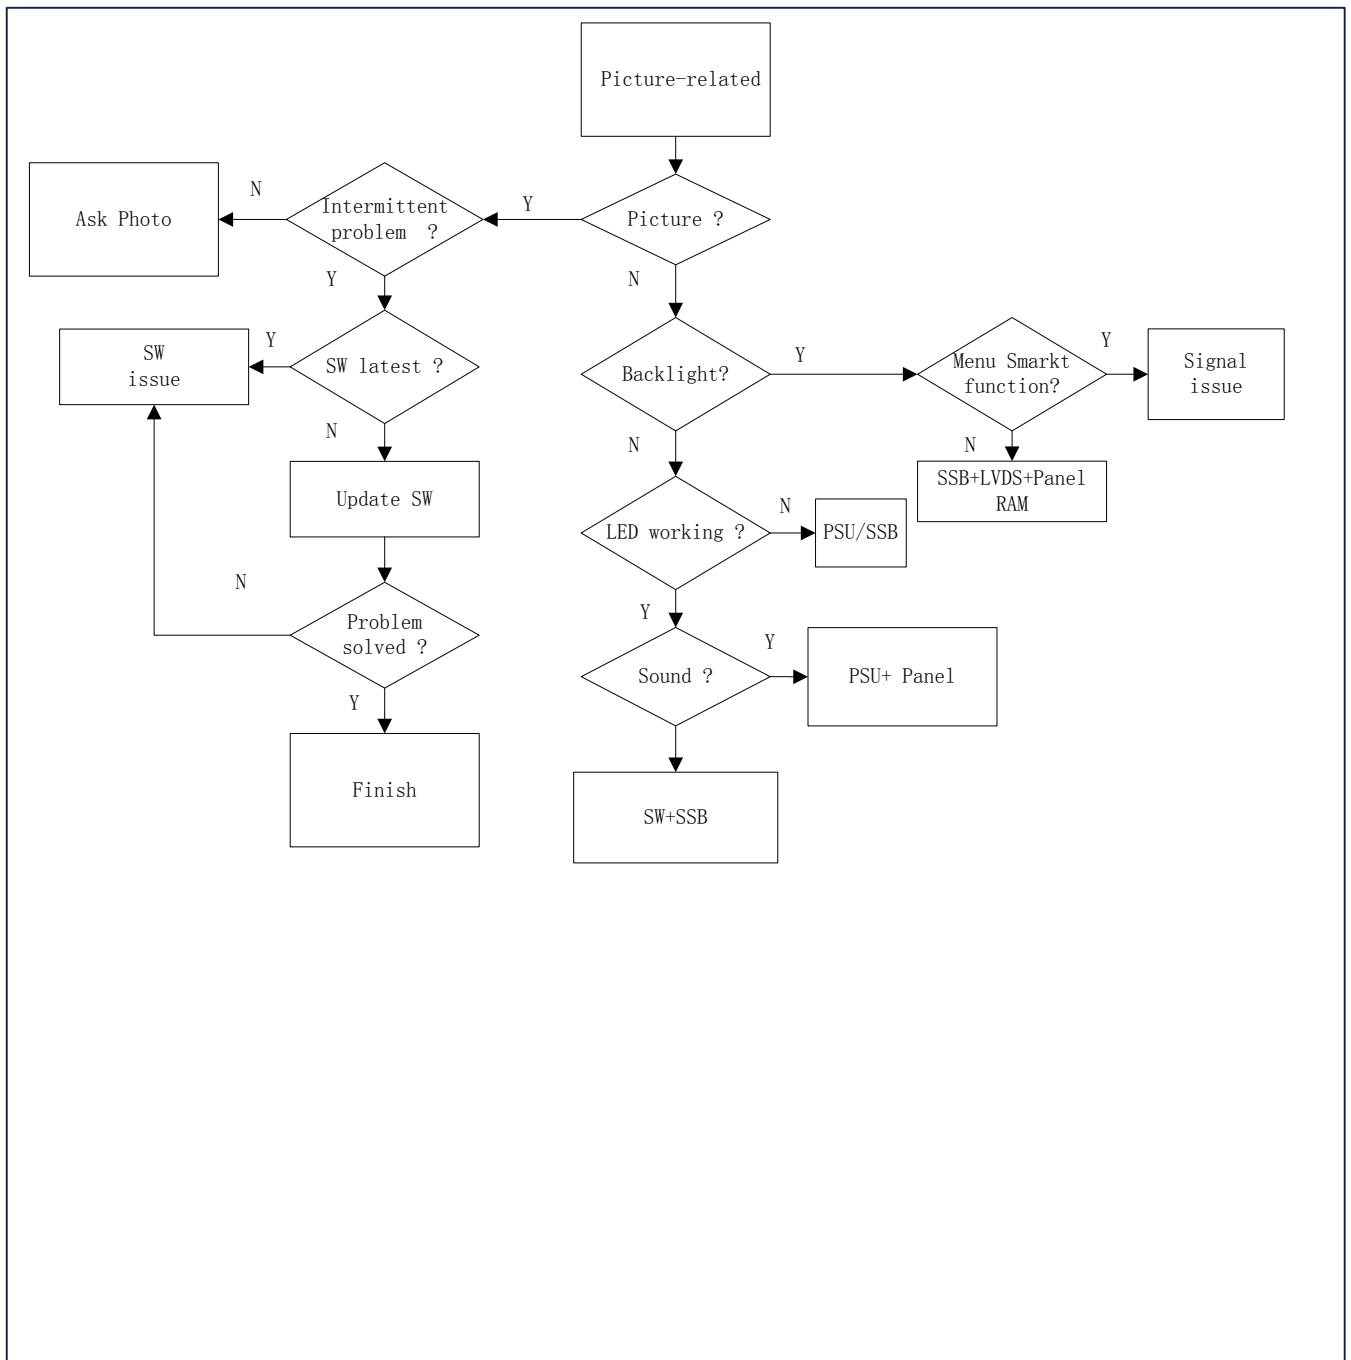 Picture-related
Picture ?
Y
N
Intermittent
problem ?
N
Y
Ask Photo
SW latest ?
Y
N
SW
issue
Update SW
Problem
solved ?
N
Y
Finish
Backlight?
Y
N
Menu Smarkt
function?
Y
N
Signal
issue
SSB+LVDS+Panel
RAM
LED working ?
N
Y
PSU/SSB
Sound ?
Y
PSU+ Panel
SW+SSB